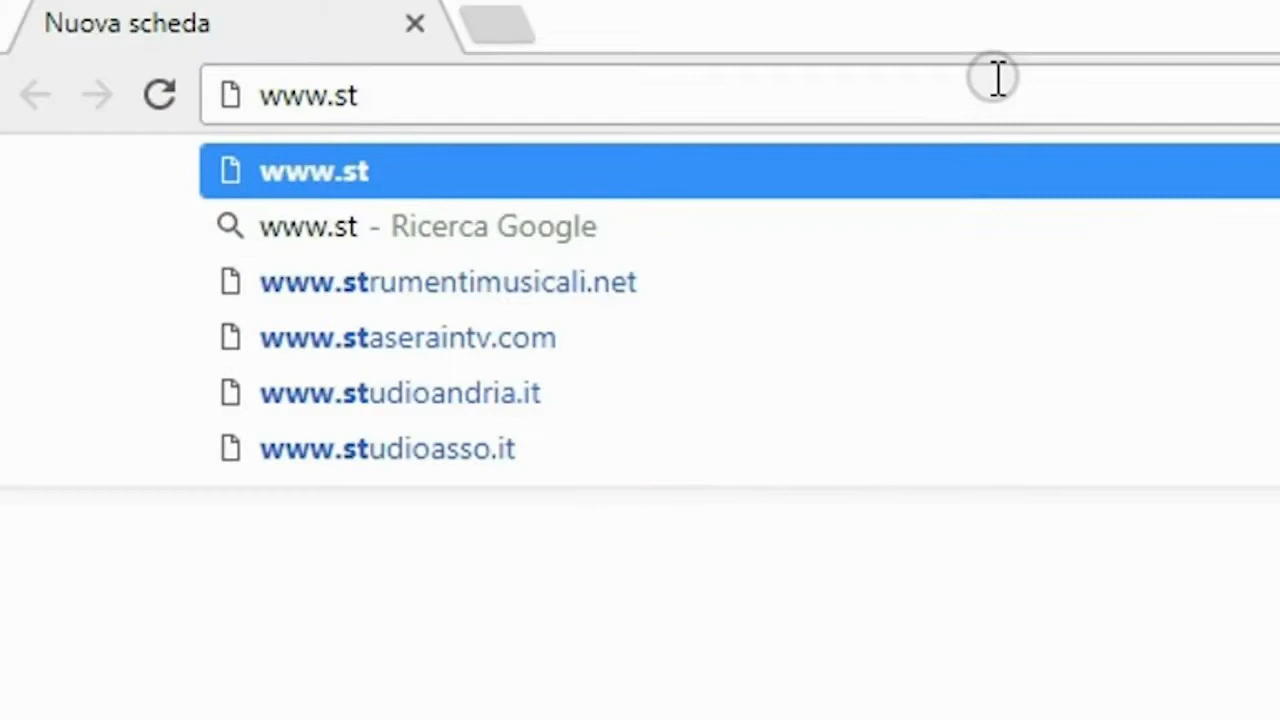 Nuova scheda
www.st
www.st
www.st - Ricerca Google
www.strumentimusicali.net
www.staseraintv.com
www.studioandria.it
www.studioasso.it